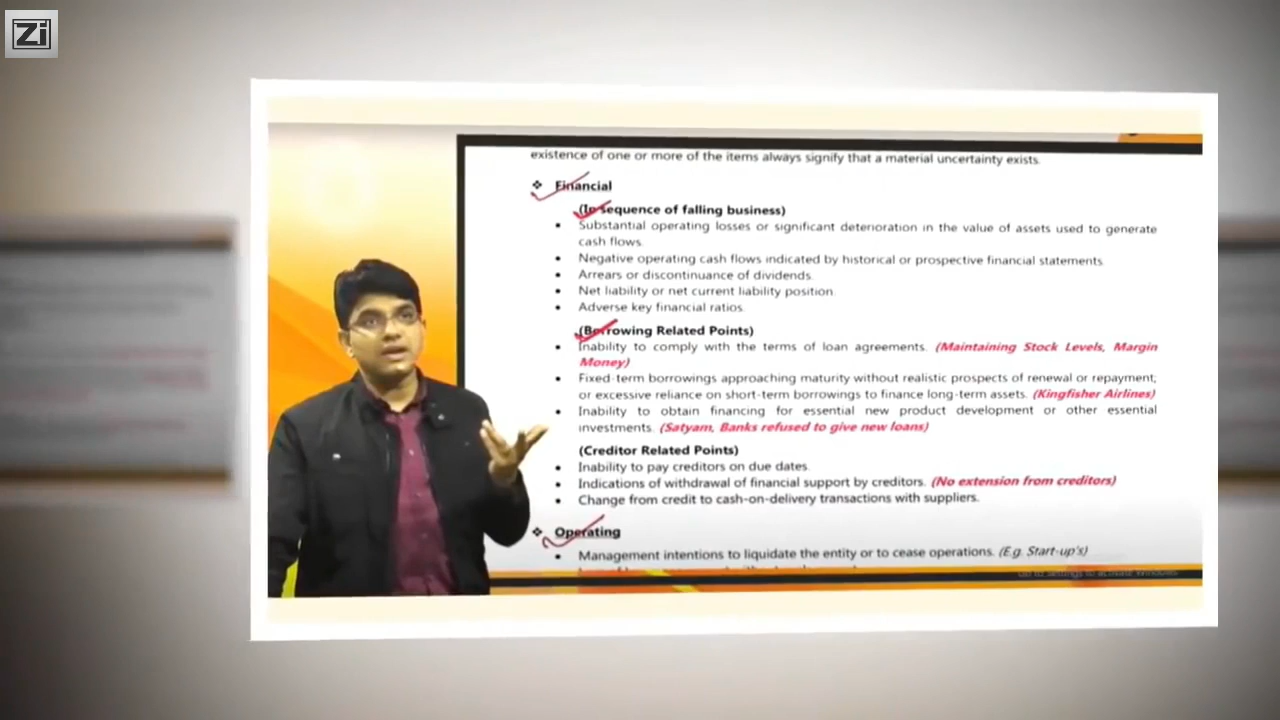 Zi
existence of one or more of the items always signify that a material uncertainty exists.
❖ Financial
(In sequence of falling business)
• Substantial operating losses or significant deterioration in the value of assets used to generate
cash flows.
• Negative operating cash flows indicated by historical or prospective financial statements
• Arrears or discontinuance of dividends.
• Net liability or net current liability position.
• Adverse key financial ratios.
(Borrowing Related Points)
• Inability to comply with the terms of loan agreements. (Maintaining Stock Levels, Margin
Money)
• Fixed-term borrowings approaching maturity without realistic prospects of renewal or repayment;
or excessive reliance on short-term borrowings to finance long-term assets. (Kingfisher Airlines)
• Inability to obtain financing for essential new product development or other essential
investments. (Satyam, Banks refused to give new loans)
(Creditor Related Points)
• Inability to pay creditors on due dates.
• Indications of withdrawal of financial support by creditors. (No extension from creditors)
• Change from credit to cash-on-delivery transactions with suppliers.
❖ Operating
• Management intentions to liquidate the entity or to cease operations. (E.g. Start-up's)
Go to Settings to activate Windows.